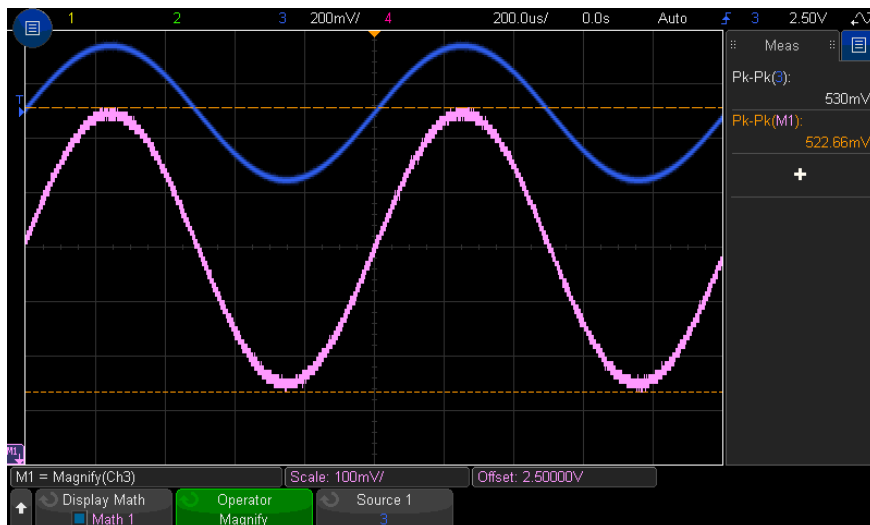 1 2 3 200mV/ 4 200.0us/ 0.0s Auto 3 2.50V
Meas
T
Pk-Pk(3):
530mV
Pk-Pk(M1):
522.66mV
+
M1
M1 = Magnify(Ch3) Scale: 100mV/ Offset: 2.50000V
Display Math Operator Source 1
Math 1 Magnify 3